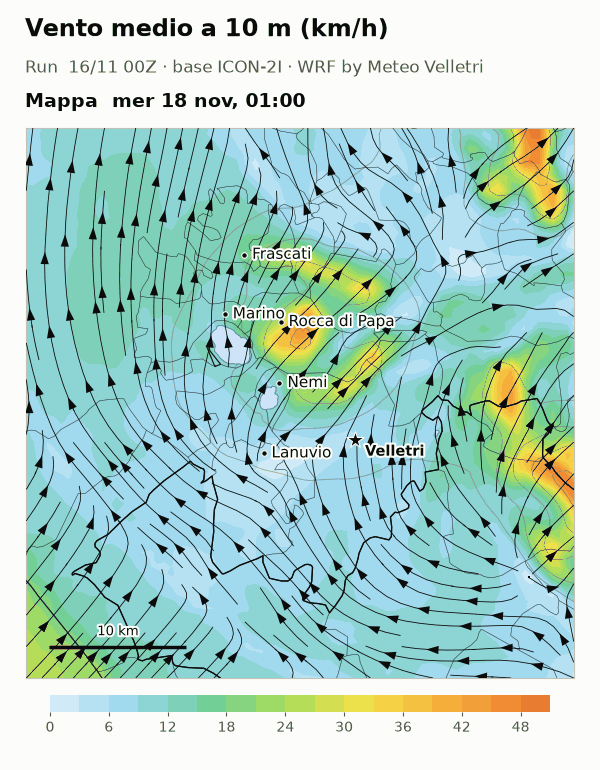 Vento medio a 10 m (km/h)
Run  16/11 00Z · base ICON-2I · WRF by Meteo Velletri
Mappa  mer 18 nov, 01:00
Frascati
Marino
Rocca di Papa
Nemi
Velletri
Lanuvio
10 km
0 6 12 18 24 30 36 42 48